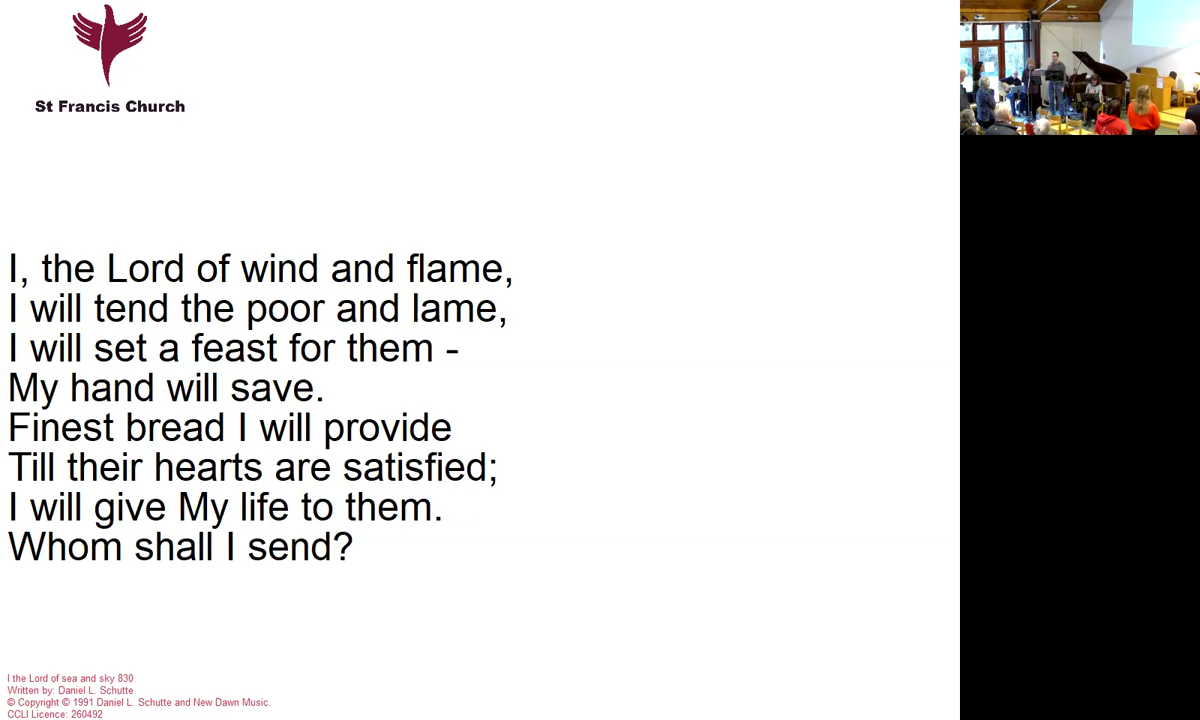 St Francis Church
I, the Lord of wind and flame,
I will tend the poor and lame,
I will set a feast for them -
My hand will save.
Finest bread I will provide
Till their hearts are satisfied;
I will give My life to them.
Whom shall I send?
I the Lord of sea and sky 830
Written by: Daniel L. Schutte
© Copyright © 1991 Daniel L. Schutte and New Dawn Music.
CCLI Licence: 260492